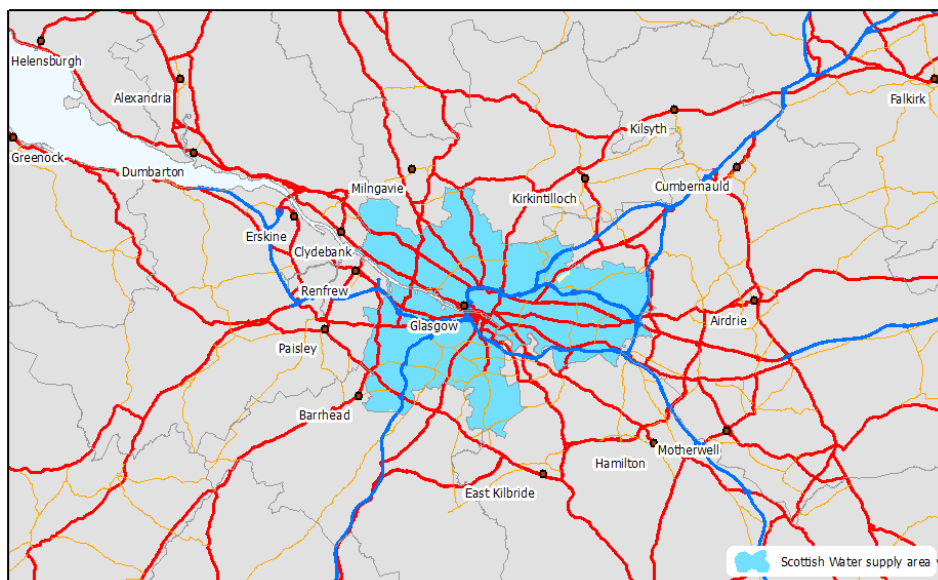 Helensburgh
Alexandria
Falkirk
Kilsyth
Greenock
Dumbarton
Milngavie
Kirkintilloch
Cumbernauld
Erskine
Clydebank
Renfrew
Glasgow
Airdrie
Paisley
Barrhead
Motherwell
Hamilton
East Kilbride
Scottish Water supply area